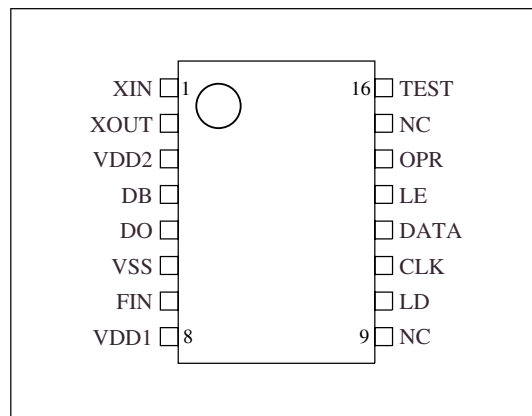 XIN 1 16 TEST
XOUT NC
VDD2 OPR
DB LE
DO DATA
VSS CLK
FIN LD
VDD1 8 9 NC